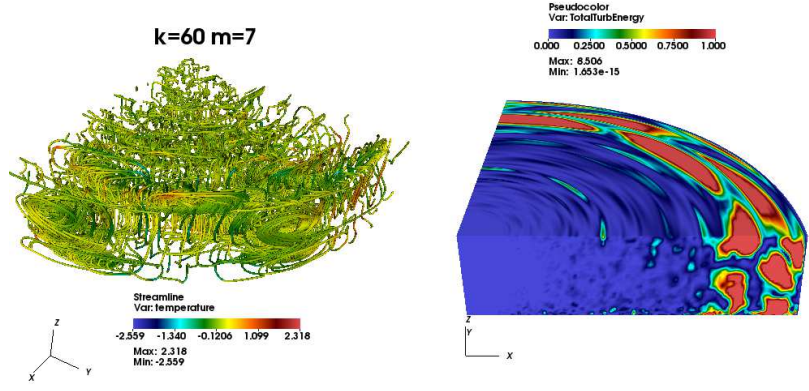 k=60 m=7
Streamline
Var: temperature
-2.559 -1.340 -0.1206 1.099 2.318
Max: 2.318
Min: -2.559
Z
X
Y
Pseudocolor
Var: TotalTurbEnergy
0.000 0.2500 0.5000 0.7500 1.000
Max: 8.506
Min: 1.653e-15
Z
Y
X